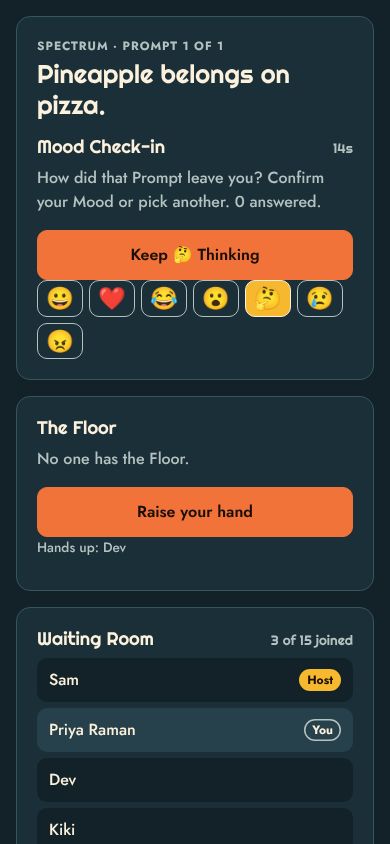 SPECTRUM · PROMPT 1 OF 1
Pineapple belongs on
pizza.
Mood Check-in 14s
How did that Prompt leave you? Confirm
your Mood or pick another. 0 answered.
Keep 🤔 Thinking
😀 ❤️ 😂 😮 🤔 😢
😠
The Floor
No one has the Floor.
Raise your hand
Hands up: Dev
Waiting Room 3 of 15 joined
Sam Host
Priya Raman You
Dev
Kiki